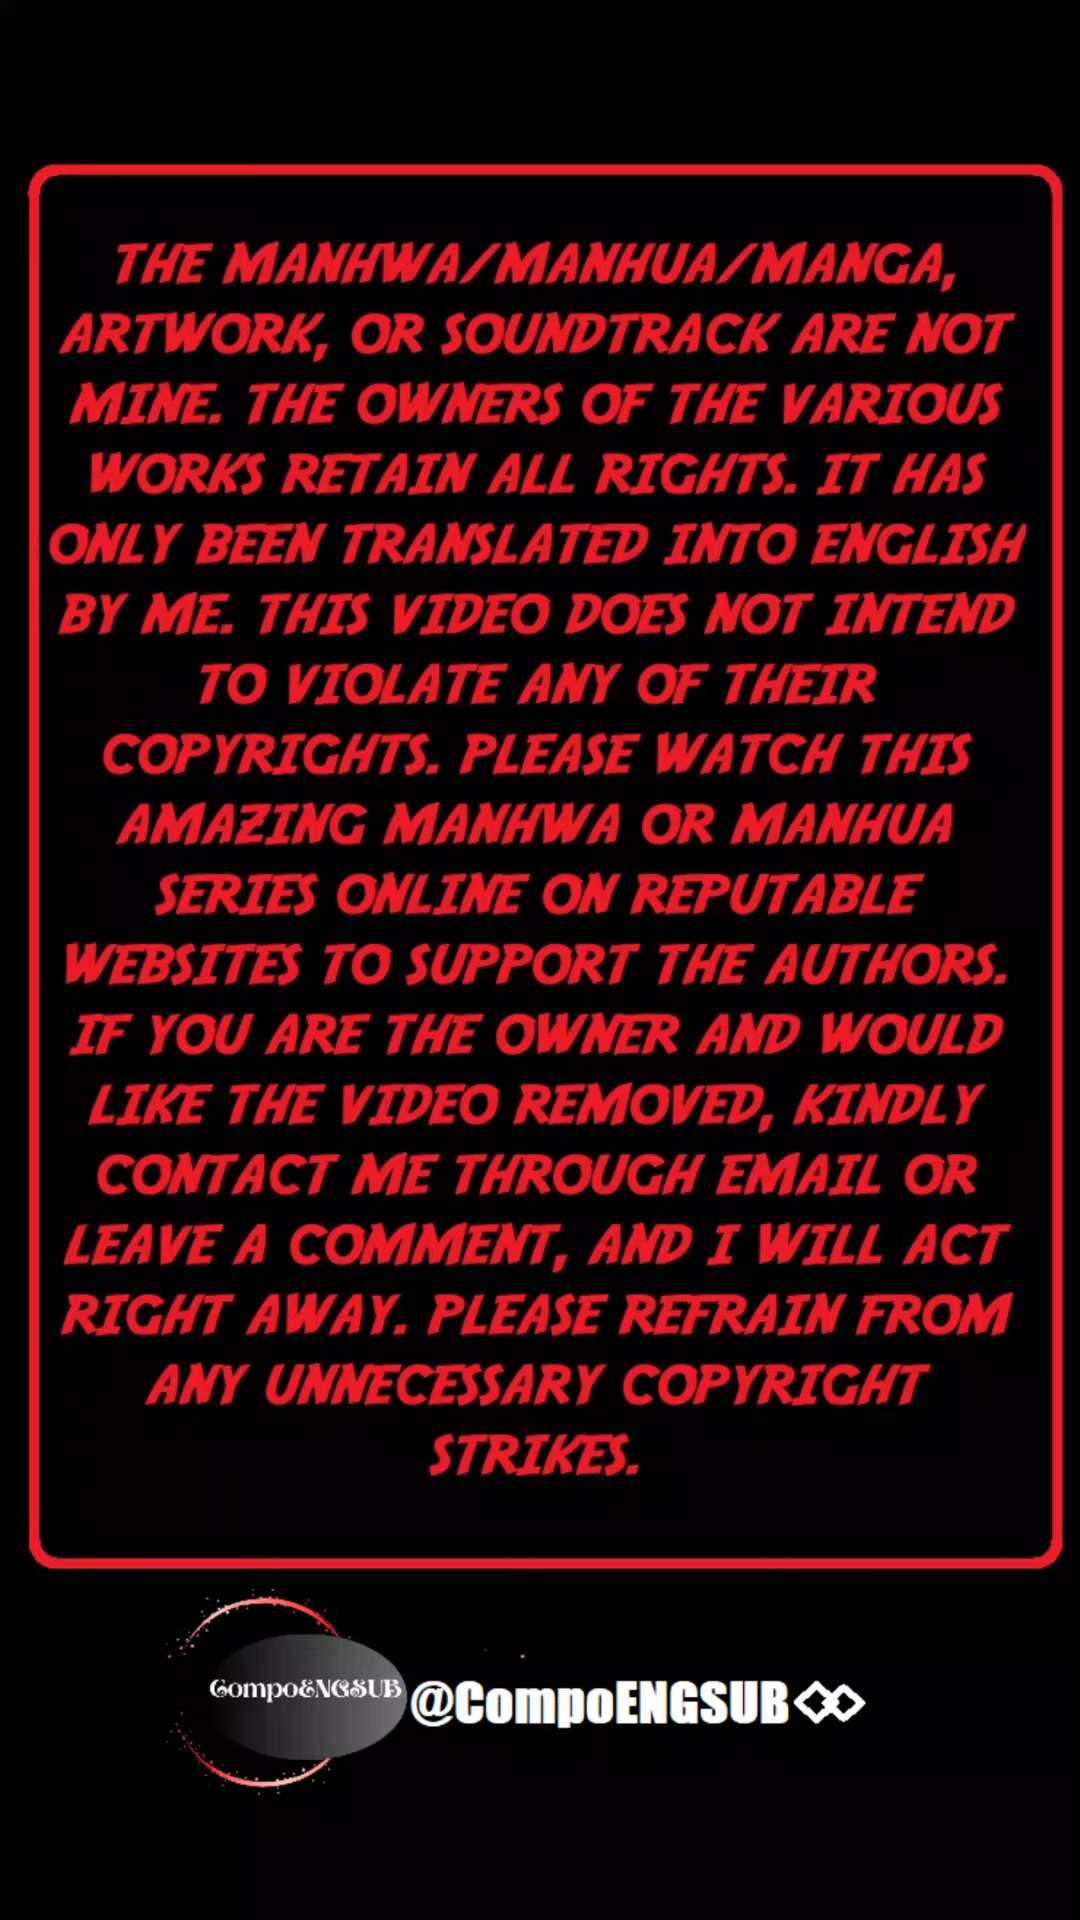 THE MANHWA/MANHUA/MANGA,
ARTWORK, OR SOUNDTRACK ARE NOT
MINE. THE OWNERS OF THE VARIOUS
WORKS RETAIN ALL RIGHTS. IT HAS
ONLY BEEN TRANSLATED INTO ENGLISH
BY ME. THIS VIDEO DOES NOT INTEND
TO VIOLATE ANY OF THEIR
COPYRIGHTS. PLEASE WATCH THIS
AMAZING MANHWA OR MANHUA
SERIES ONLINE ON REPUTABLE
WEBSITES TO SUPPORT THE AUTHORS.
IF YOU ARE THE OWNER AND WOULD
LIKE THE VIDEO REMOVED, KINDLY
CONTACT ME THROUGH EMAIL OR
LEAVE A COMMENT, AND I WILL ACT
RIGHT AWAY. PLEASE REFRAIN FROM
ANY UNNECESSARY COPYRIGHT
STRIKES.
CompoENGSUB
@CompoENGSUB